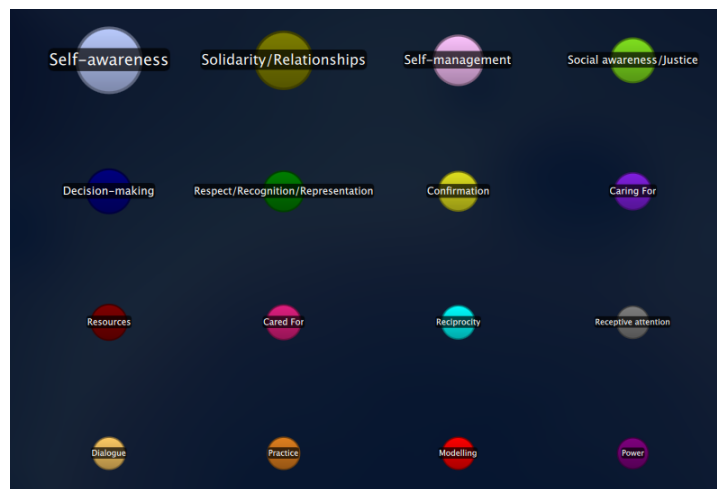 Self-awareness
Solidarity/Relationships
Self-management
Social awareness/Justice
Decision-making
Respect/Recognition/Representation
Confirmation
Caring For
Resources
Cared For
Reciprocity
Receptive attention
Dialogue
Practice
Modelling
Power